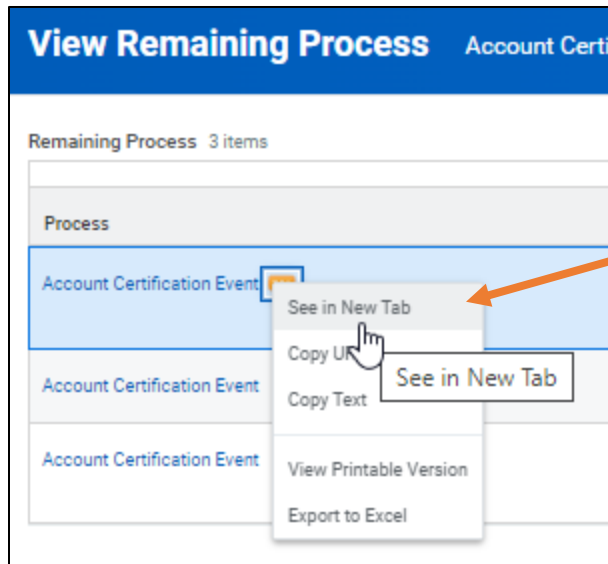 View Remaining Process Account Certi
Remaining Process 3 items
Process
Account Certification Event
See in New Tab
Copy UR
See in New Tab
Account Certification Event
Copy Text
Account Certification Event
View Printable Version
Export to Excel